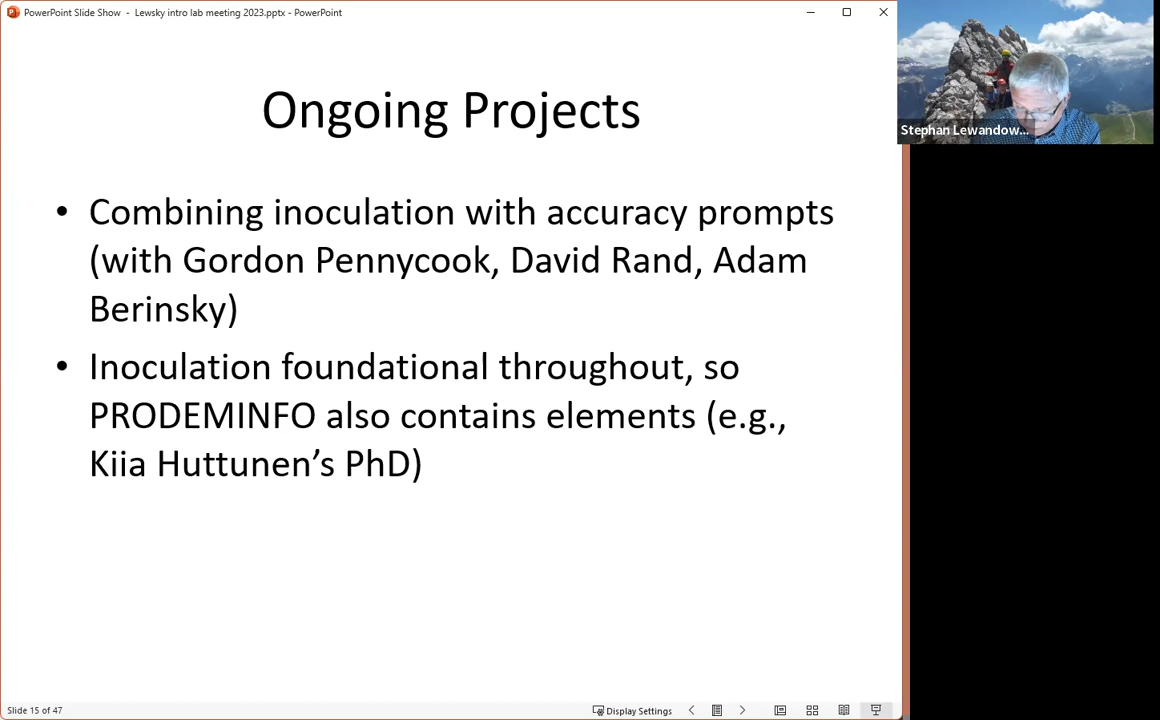 PowerPoint Slide Show - Lewsky intro lab meeting 2023.pptx - PowerPoint
Stephan Lewandow...
Ongoing Projects
• Combining inoculation with accuracy prompts
(with Gordon Pennycook, David Rand, Adam
Berinsky)
• Inoculation foundational throughout, so
PRODEMINFO also contains elements (e.g.,
Kiia Huttunen’s PhD)
Slide 15 of 47
Display Settings